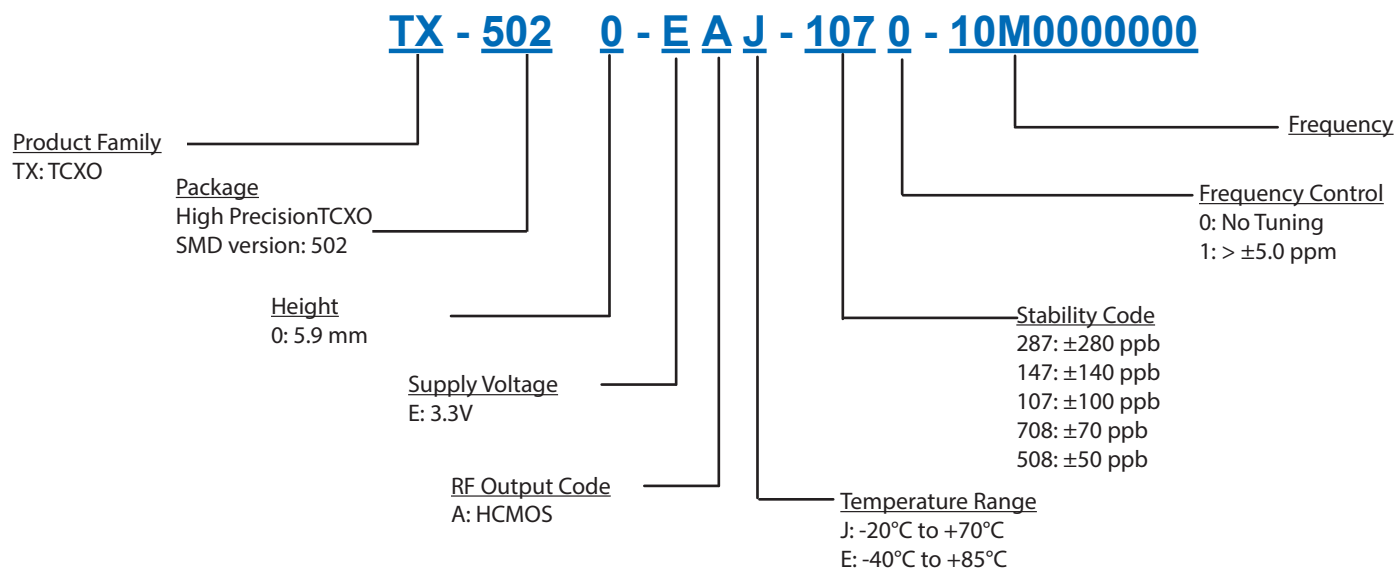 TX - 502 0 - E A J - 107 0 - 10M0000000
Product Family
TX: TCXO
Package
High PrecisionTCXO
SMD version: 502
Height
0: 5.9 mm
Supply Voltage
E: 3.3V
RF Output Code
A: HCMOS
Frequency
Frequency Control
0: No Tuning
1: > ±5.0 ppm
Stability Code
287: ±280 ppb
147: ±140 ppb
107: ±100 ppb
708: ±70 ppb
508: ±50 ppb
Temperature Range
J: -20°C to +70°C
E: -40°C to +85°C